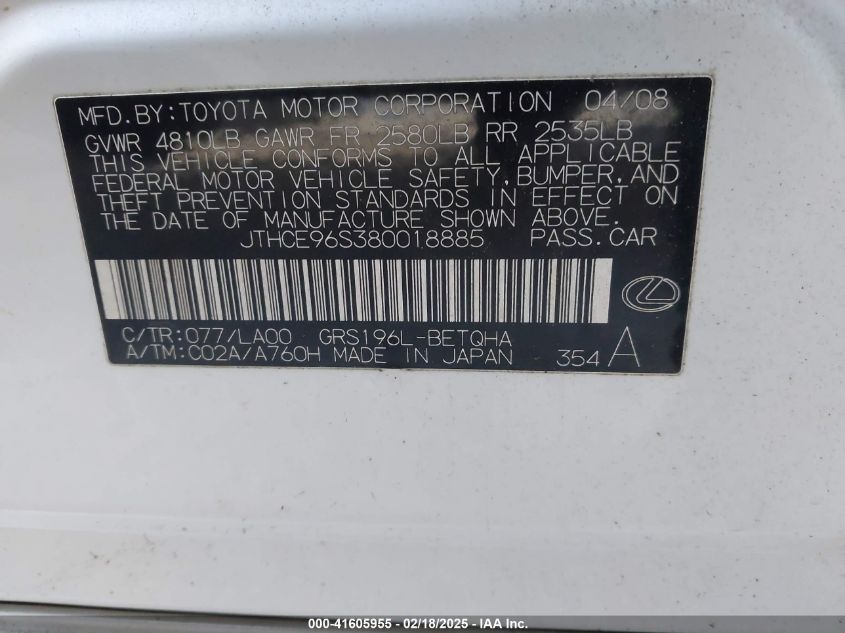 MFD.BY:TOYOTA MOTOR CORPORATION 04/08
GVWR 4810LB GAWR FR 2580LB RR 2535LB
THIS VEHICLE CONFORMS TO ALL APPLICABLE
FEDERAL MOTOR VEHICLE SAFETY,BUMPER,AND
THEFT PREVENTION STANDARDS IN EFFECT ON
THE DATE OF MANUFACTURE SHOWN ABOVE.
JTHCE96S380018885 PASS.CAR
C/TR:077/LA00 GRS196L-BETQHA
A/TM:C02A/A760H MADE IN JAPAN 354 A
000-41605955 - 02/18/2025 - IAA Inc.